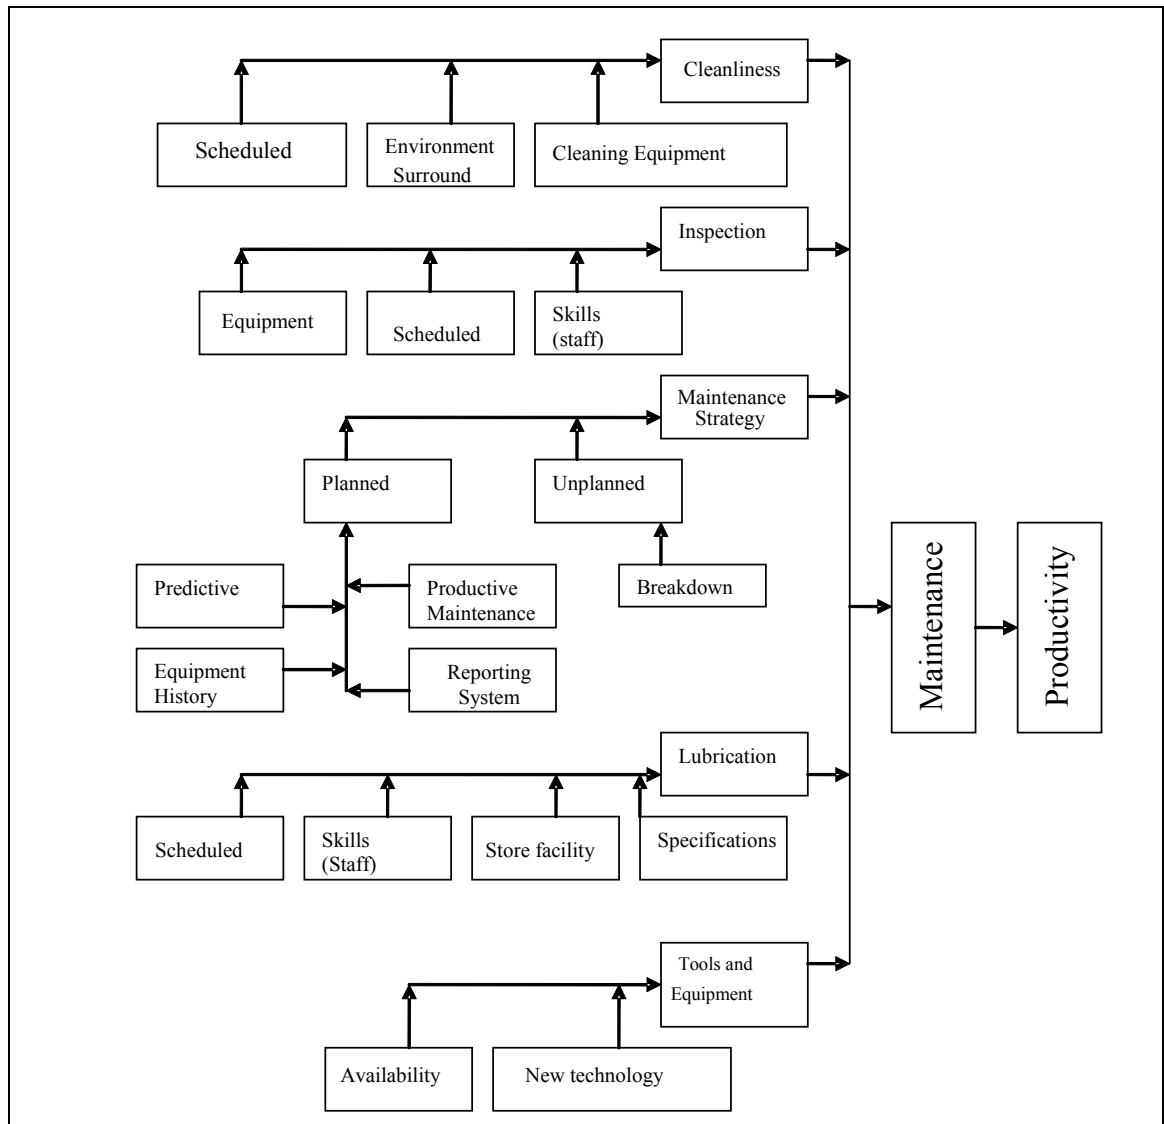 Cleanliness
Scheduled
Environment
Surround
Cleaning Equipment
Inspection
Equipment
Scheduled
Skills
(staff)
Maintenance
Strategy
Planned
Unplanned
Predictive
Productive
Maintenance
Breakdown
Equipment
History
Reporting
System
Maintenance
Productivity
Lubrication
Scheduled
Skills
(Staff)
Store facility
Specifications
Tools and
Equipment
Availability
New technology